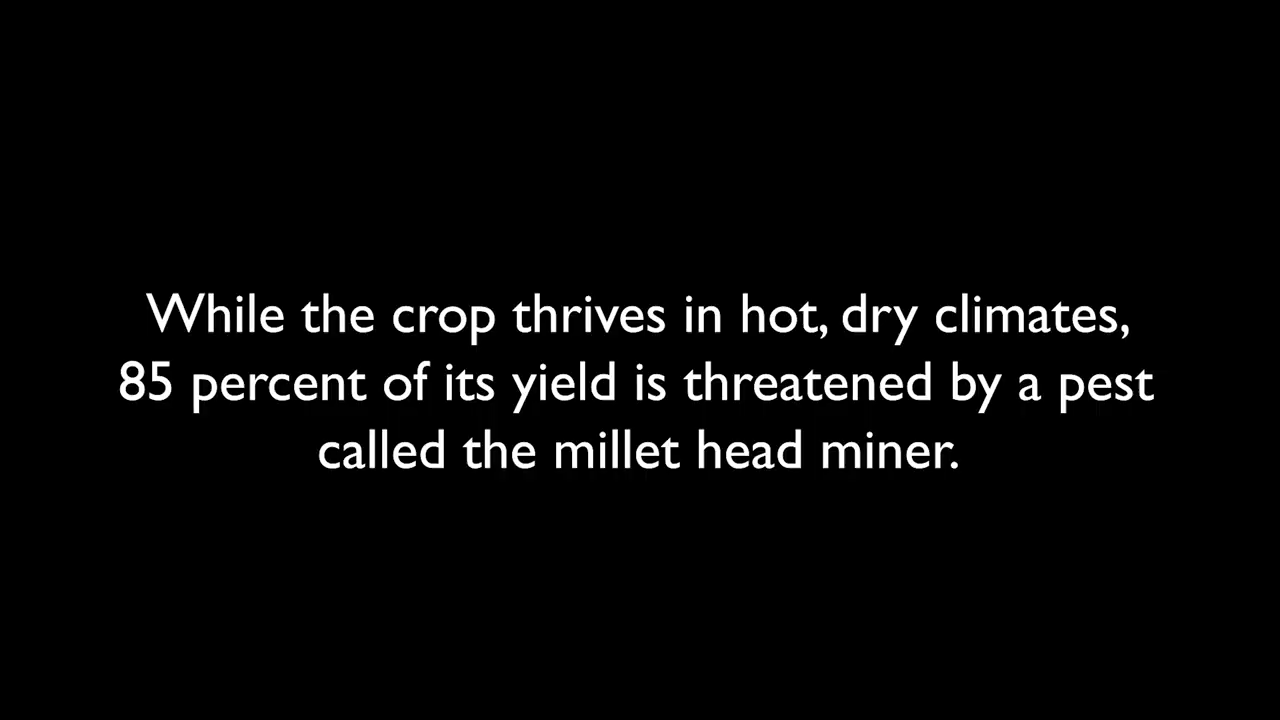 While the crop thrives in hot, dry climates,
85 percent of its yield is threatened by a pest
called the millet head miner.